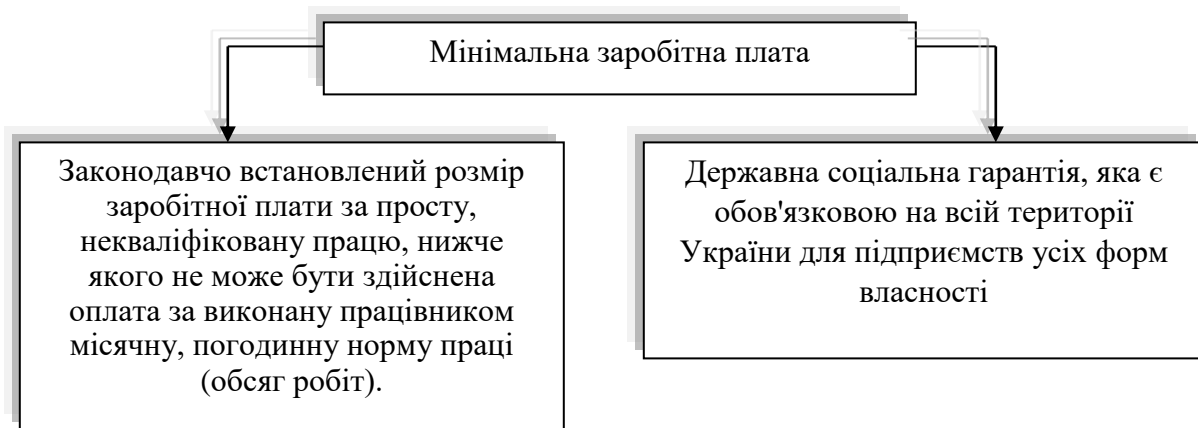 Мінімальна заробітна плата
Законодавчо встановлений розмір
заробітної плати за просту,
некваліфіковану працю, нижче
якого не може бути здійснена
оплата за виконану працівником
місячну, погодинну норму праці
(обсяг робіт).
Державна соціальна гарантія, яка є
обов'язковою на всій території
України для підприємств усіх форм
власності